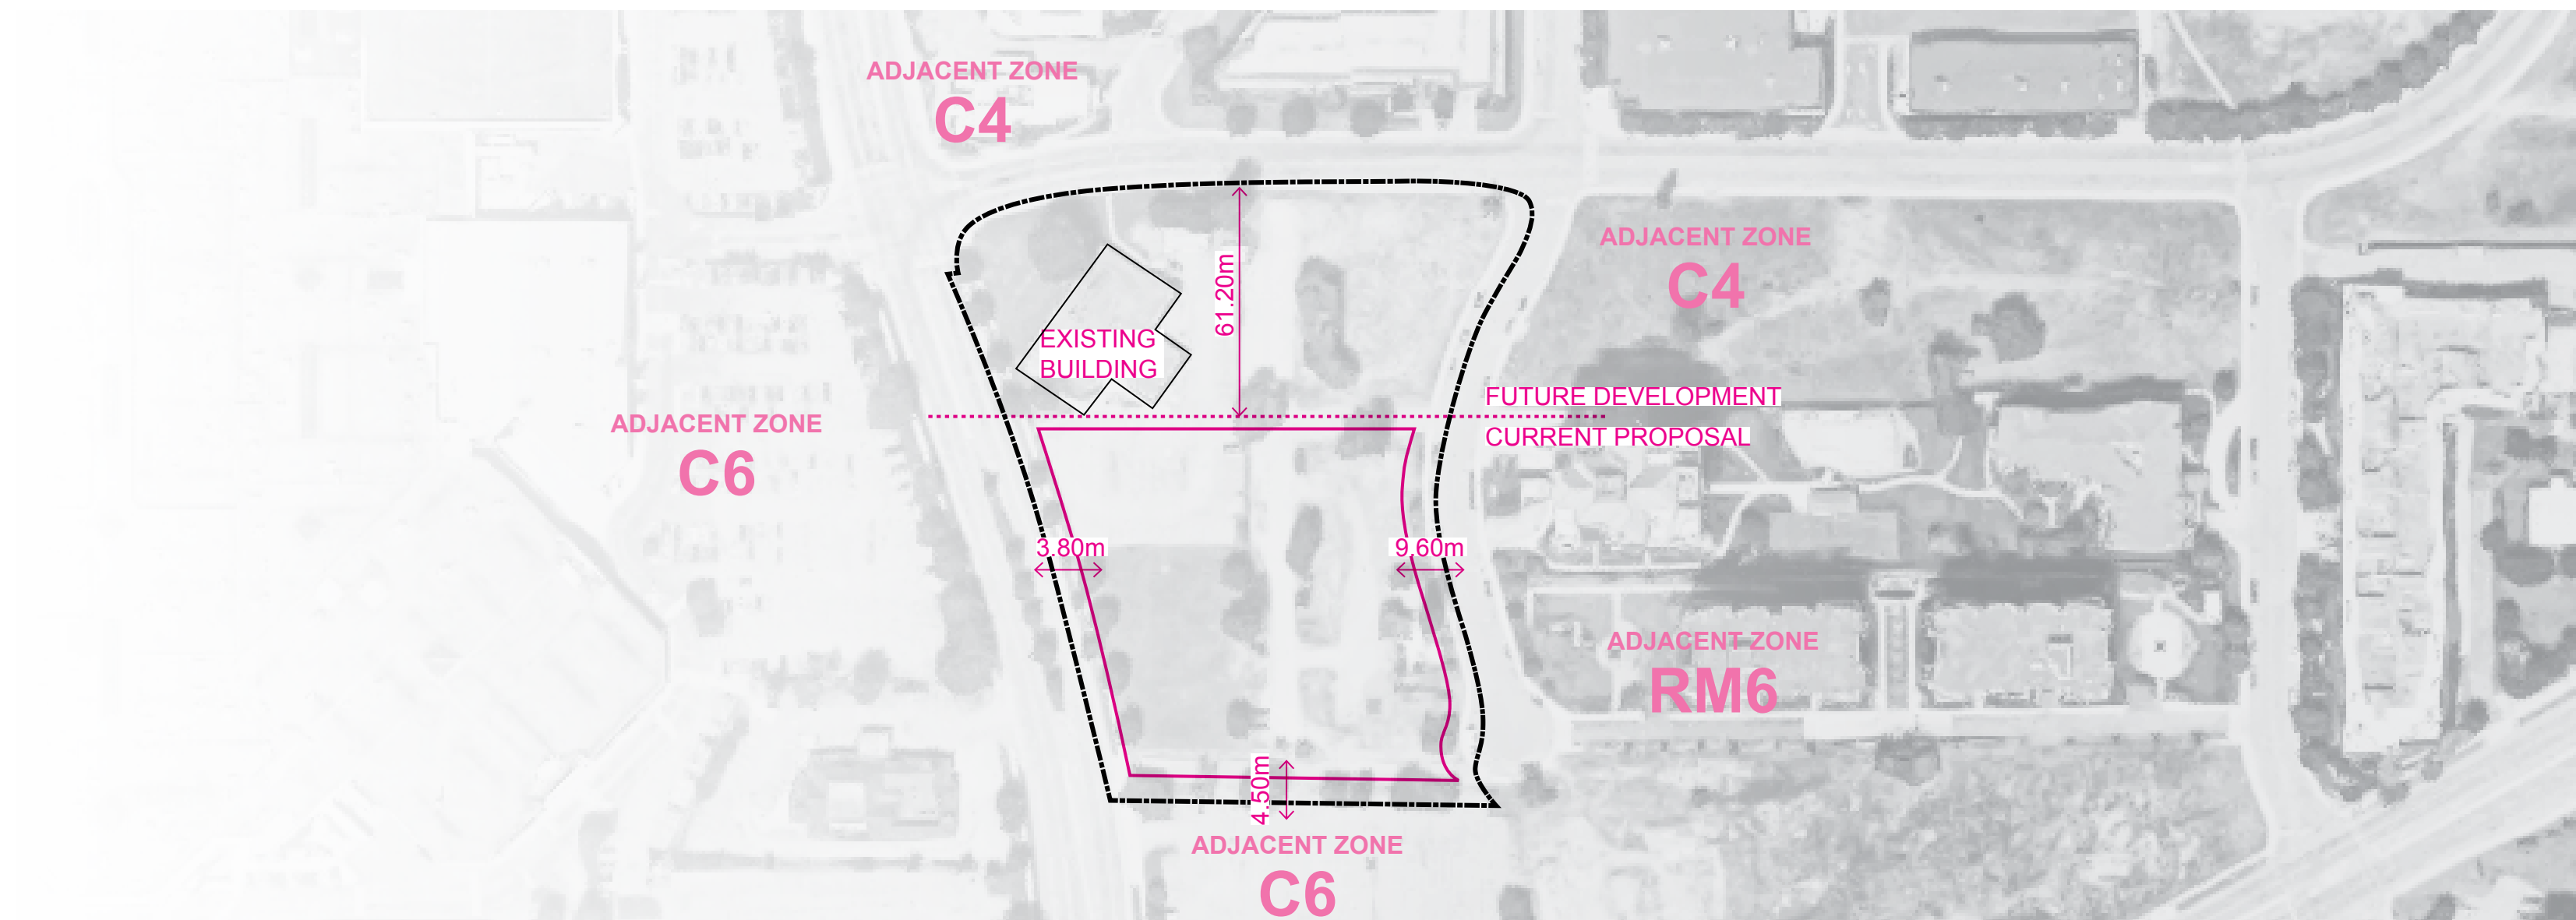 ADJACENT ZONE
C4
ADJACENT ZONE
C4
61.20m
EXISTING
BUILDING
FUTURE DEVELOPMENT
CURRENT PROPOSAL
ADJACENT ZONE
C6
3.80m
9.60m
ADJACENT ZONE
RM6
4.50m
ADJACENT ZONE
C6